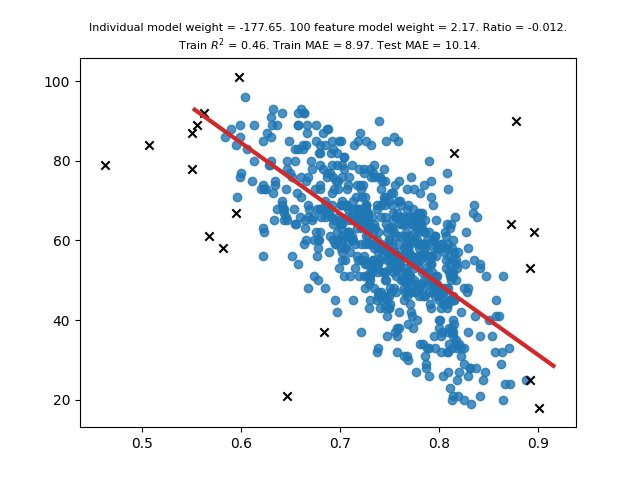 Individual model weight = -177.65. 100 feature model weight = 2.17. Ratio = -0.012.
Train R² = 0.46. Train MAE = 8.97. Test MAE = 10.14.
100
80
60
40
20
0.5 0.6 0.7 0.8 0.9